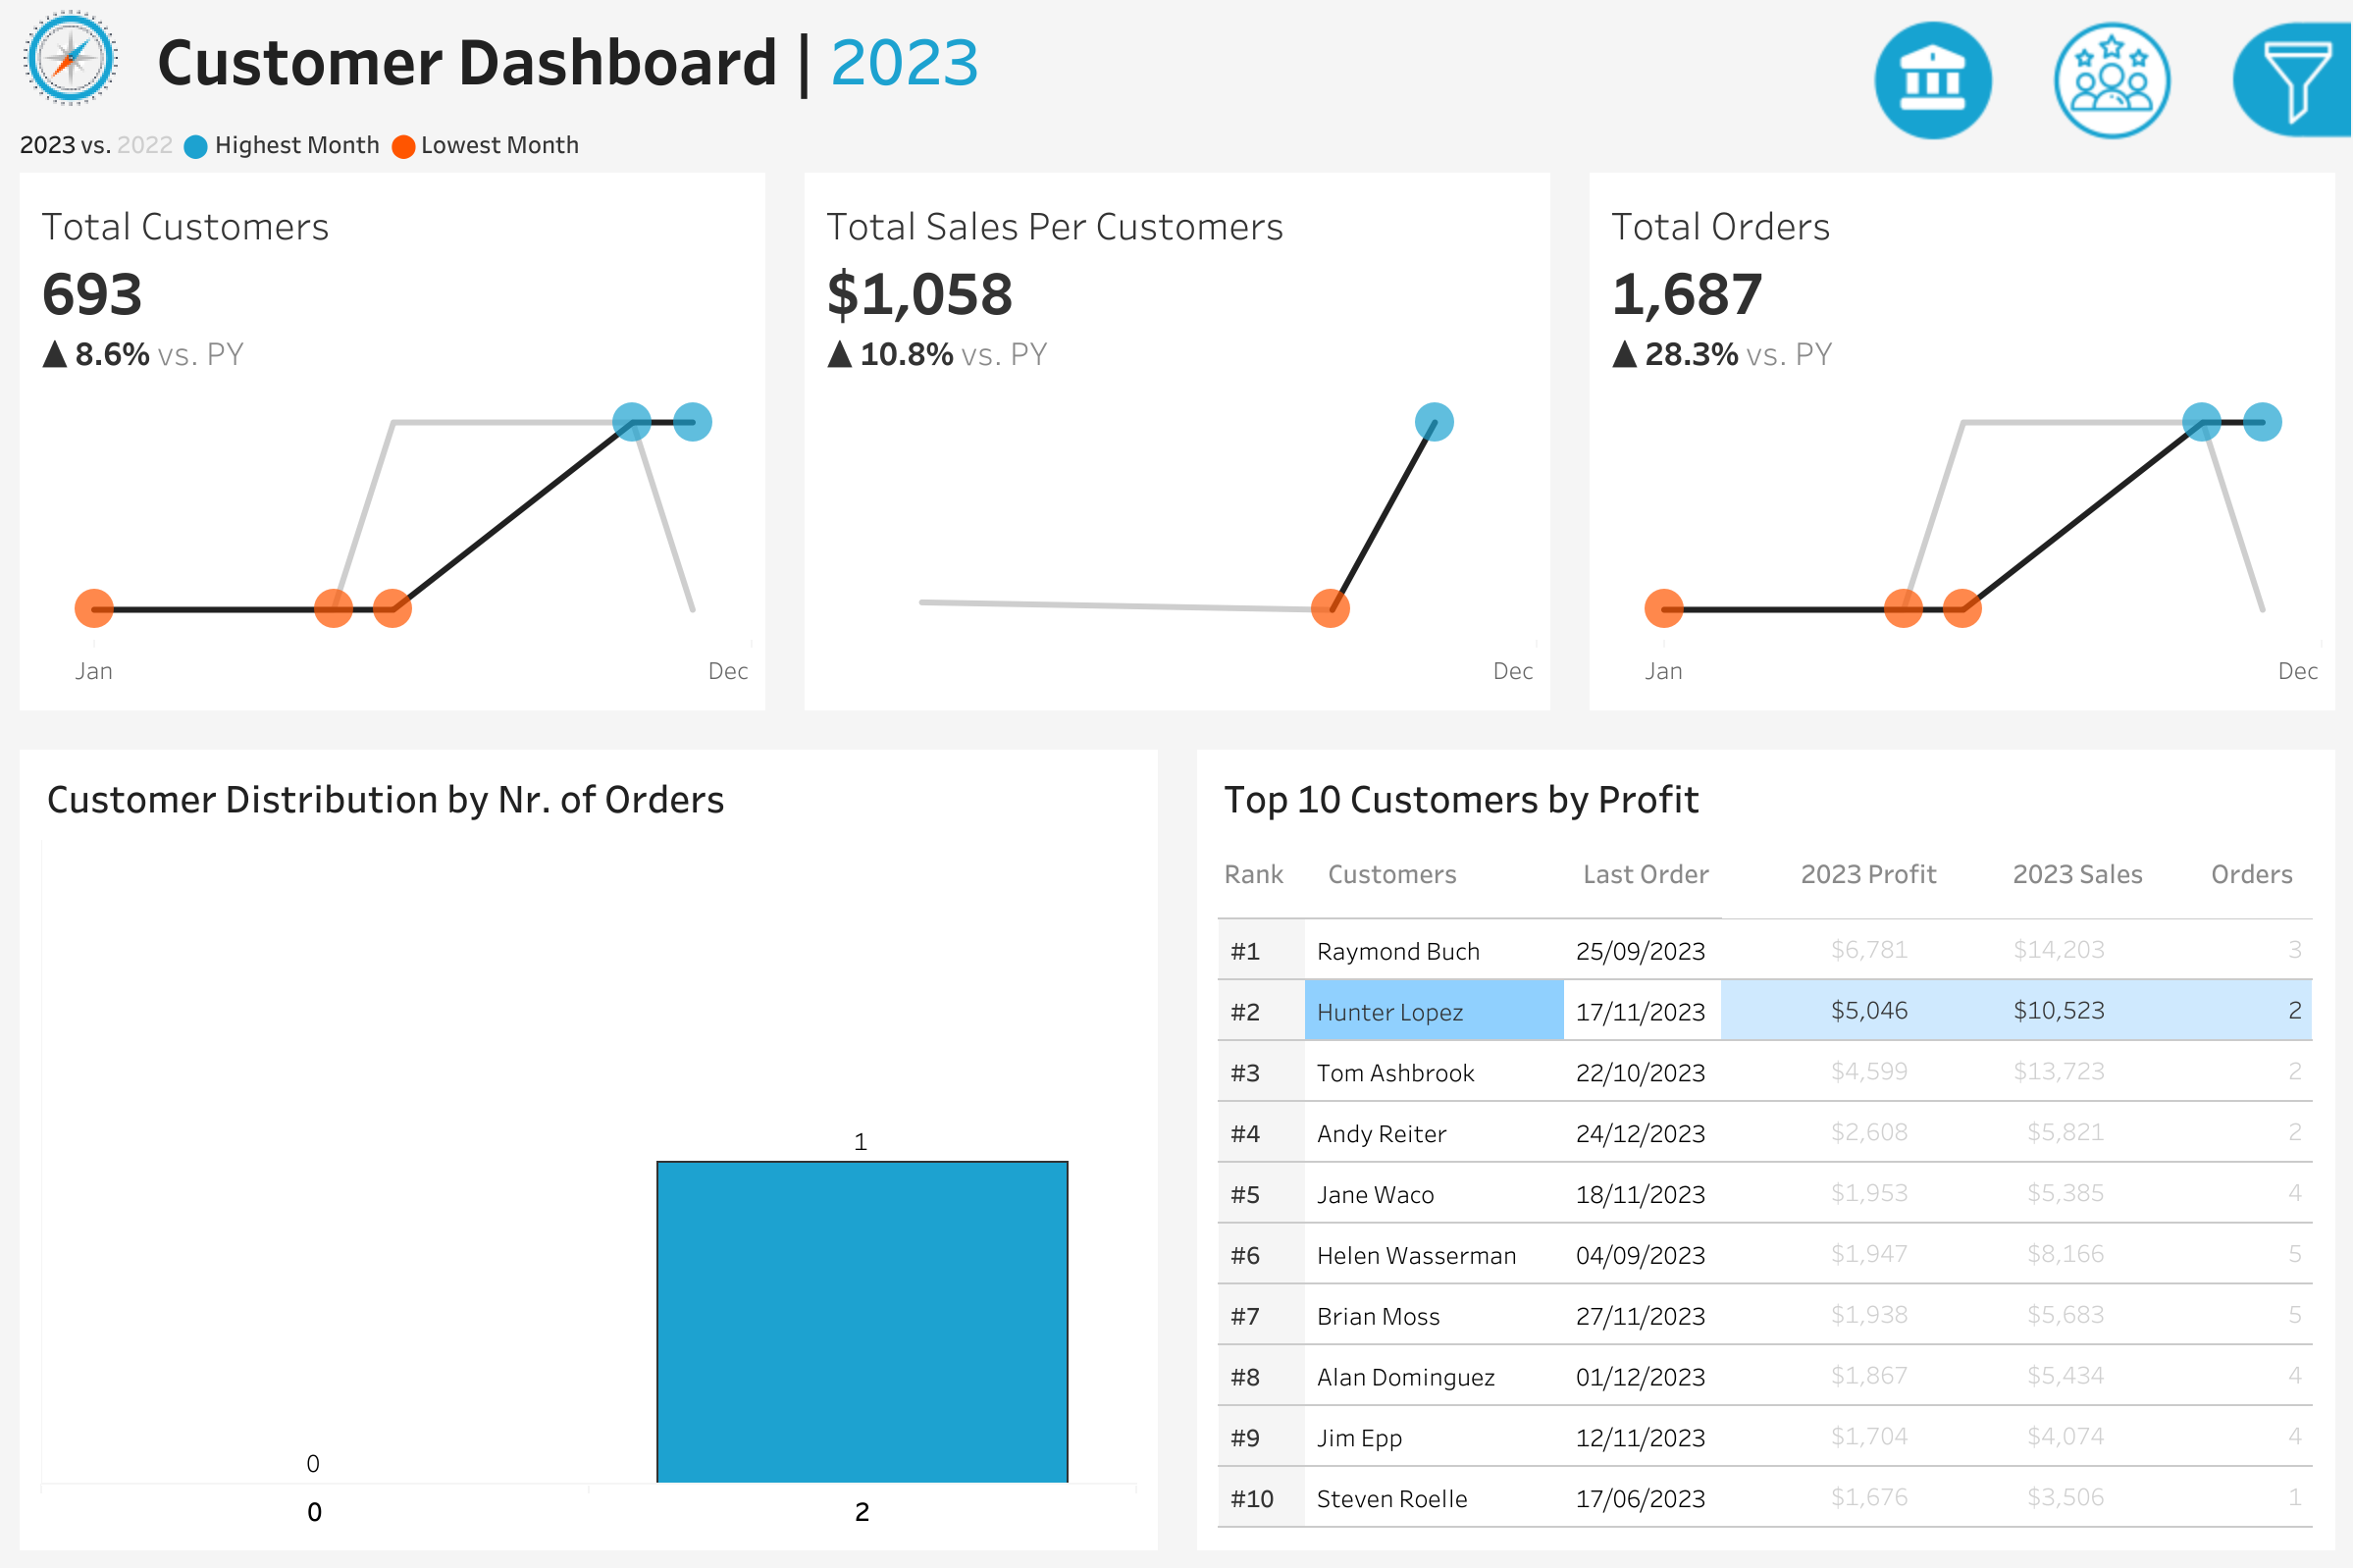 Customer Dashboard | 2023
2023 vs. 2022 Highest Month Lowest Month
Total Customers
693
▲ 8.6% vs. PY
Jan Dec
Total Sales Per Customers
$1,058
▲ 10.8% vs. PY
Dec
Total Orders
1,687
▲ 28.3% vs. PY
Jan Dec
Customer Distribution by Nr. of Orders
1
0
0 2
Top 10 Customers by Profit
Rank Customers Last Order 2023 Profit 2023 Sales Orders
#1 Raymond Buch 25/09/2023 $6,781 $14,203 3
#2 Hunter Lopez 17/11/2023 $5,046 $10,523 2
#3 Tom Ashbrook 22/10/2023 $4,599 $13,723 2
#4 Andy Reiter 24/12/2023 $2,608 $5,821 2
#5 Jane Waco 18/11/2023 $1,953 $5,385 4
#6 Helen Wasserman 04/09/2023 $1,947 $8,166 5
#7 Brian Moss 27/11/2023 $1,938 $5,683 5
#8 Alan Dominguez 01/12/2023 $1,867 $5,434 4
#9 Jim Epp 12/11/2023 $1,704 $4,074 4
#10 Steven Roelle 17/06/2023 $1,676 $3,506 1